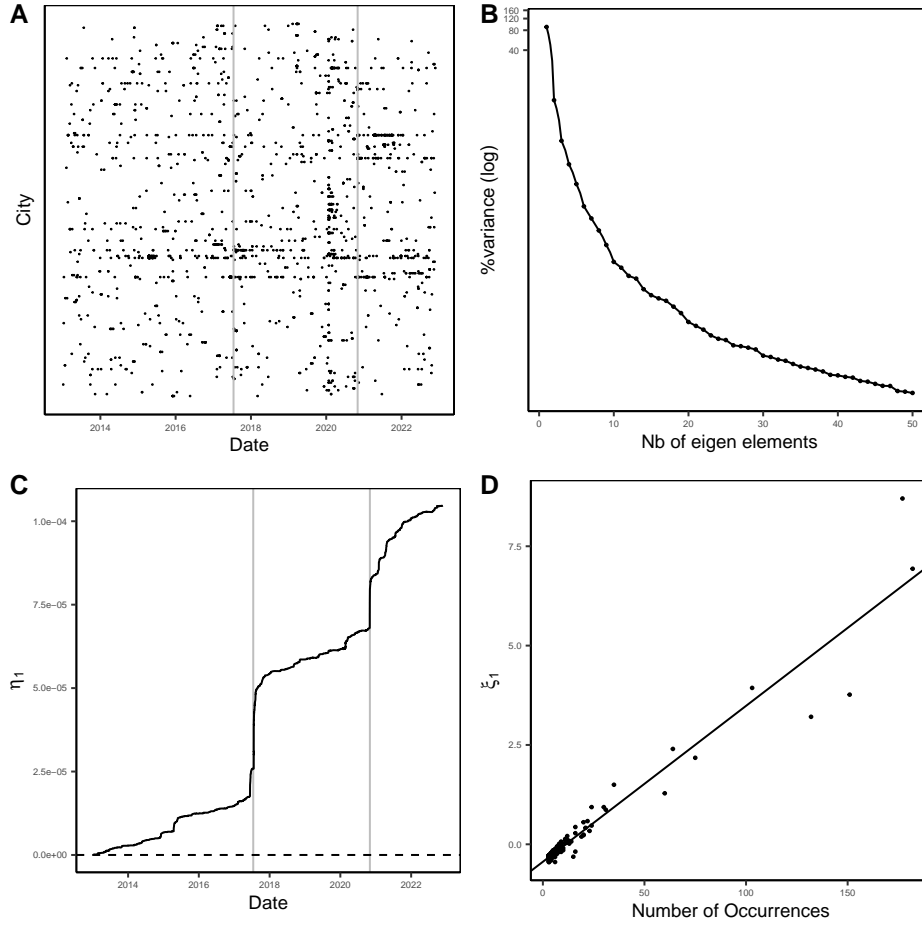 A
City
2014 2016 2018 2020 2022
Date
B
160
120
80
40
%variance (log)
0 10 20 30 40 50
Nb of eigen elements
C
1.0e−04
7.5e−05
5.0e−05
2.5e−05
0.0e+00
η1
2014 2016 2018 2020 2022
Date
D
7.5
5.0
2.5
0.0
ξ1
0 50 100 150
Number of Occurrences